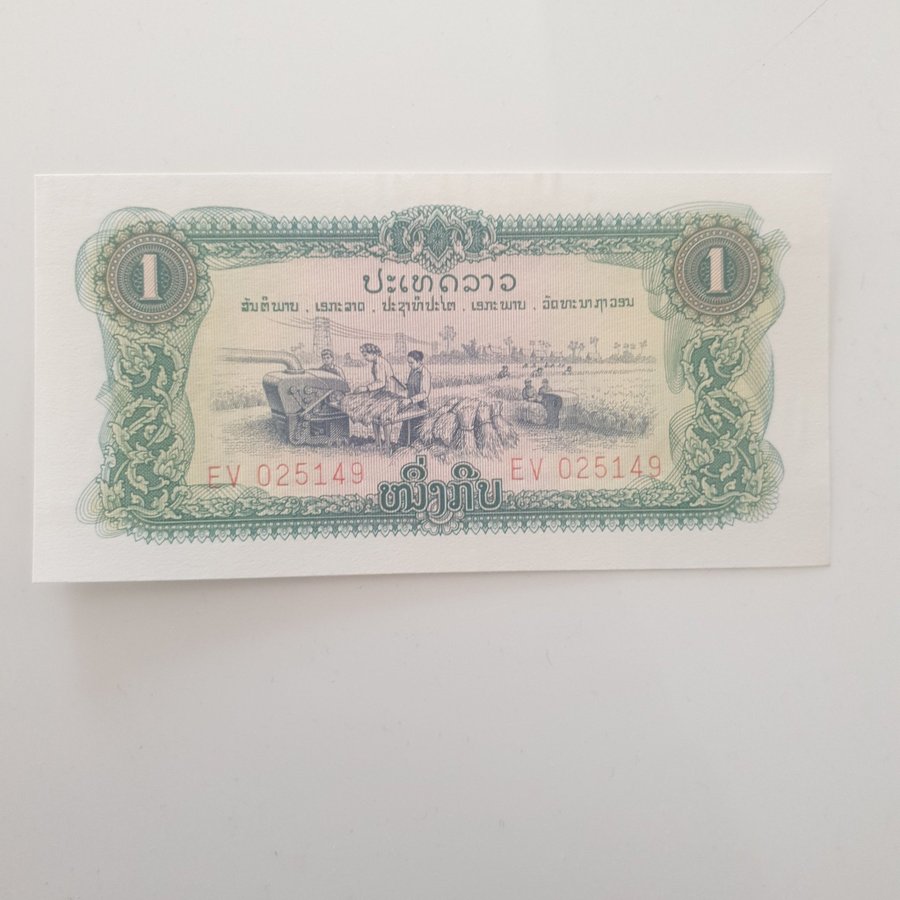 1 1
ປະເທດລາວ
ສັນຕິພາບ . ເອກະລາດ . ປະຊາທິປະໄຕ . ເອກະພາບ . ວັດທະນາຖາວອນ
EV 025149 EV 025149
ໜຶ່ງກີບ